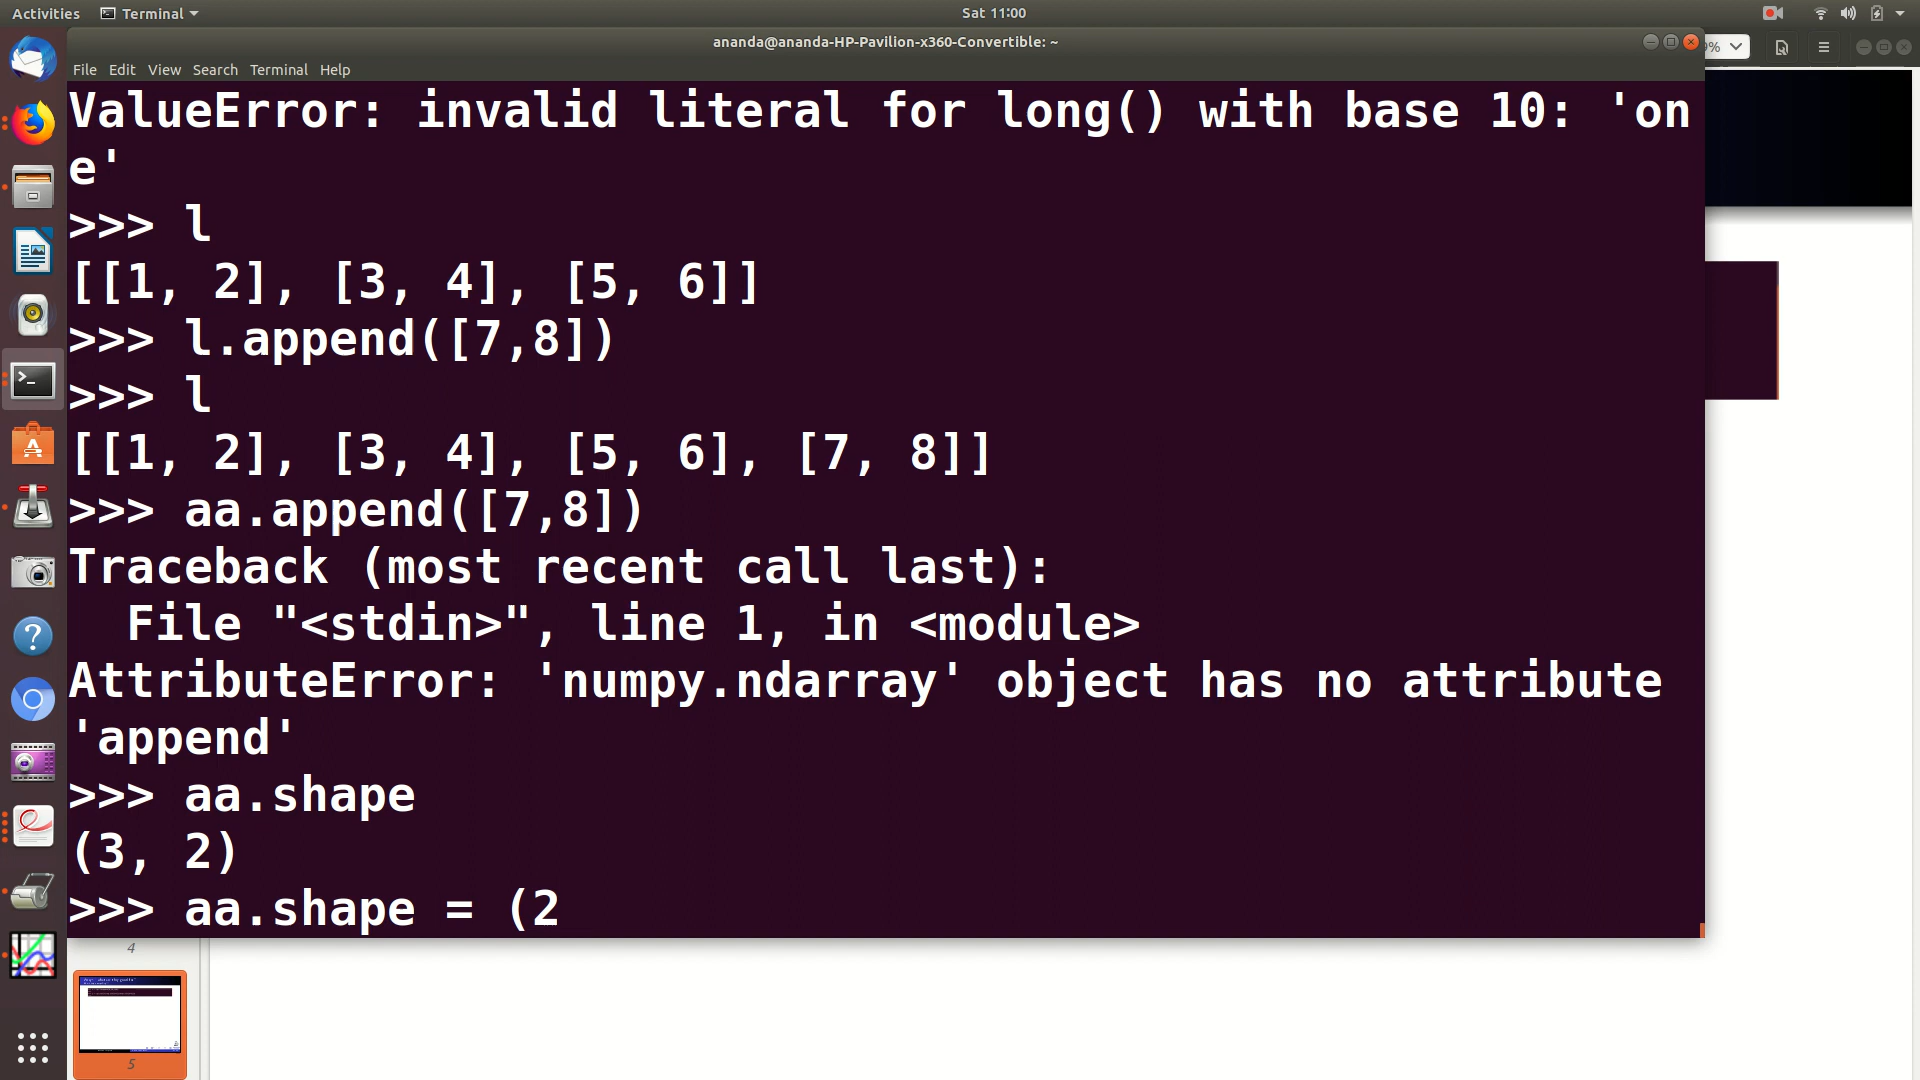 Activities
Terminal
Sat 11:00
ananda@ananda-HP-Pavilion-x360-Convertible: ~
%
File Edit View Search Terminal Help
ValueError: invalid literal for long() with base 10: 'on
e'
>>> l
[[1, 2], [3, 4], [5, 6]]
>>> l.append([7,8])
>>> l
[[1, 2], [3, 4], [5, 6], [7, 8]]
>>> aa.append([7,8])
Traceback (most recent call last):
  File "<stdin>", line 1, in <module>
AttributeError: 'numpy.ndarray' object has no attribute
'append'
>>> aa.shape
(3, 2)
>>> aa.shape = (2
4
5